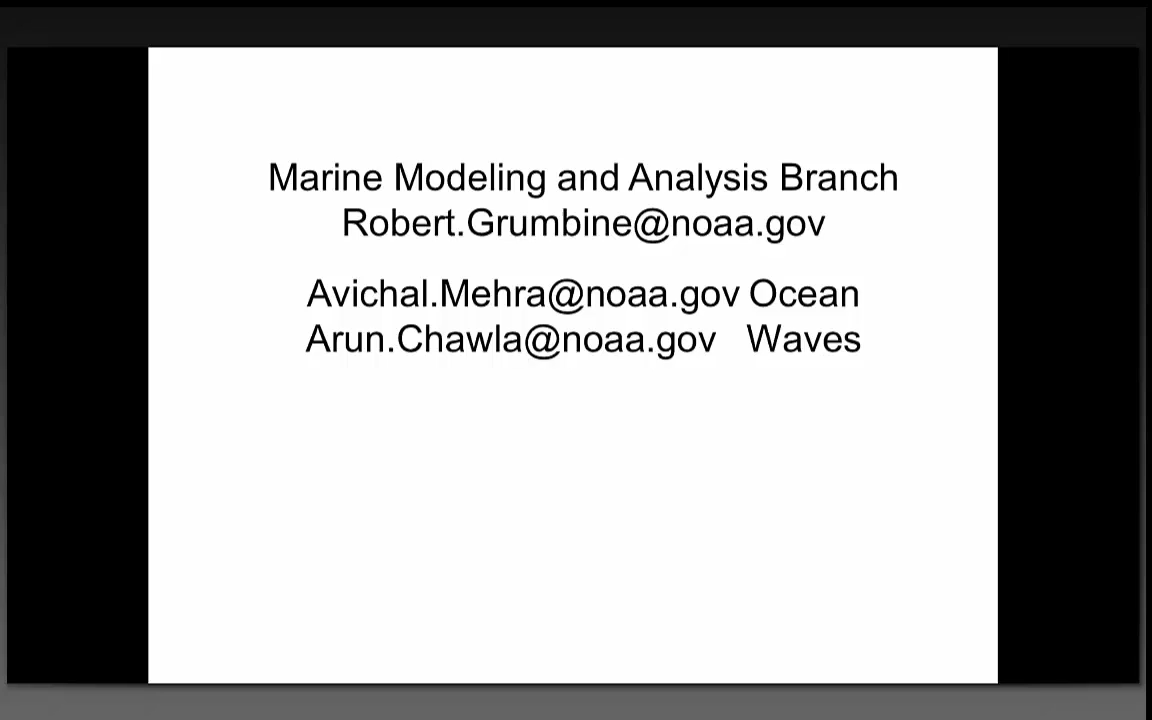 Marine Modeling and Analysis Branch
Robert.Grumbine@noaa.gov
Avichal.Mehra@noaa.gov Ocean
Arun.Chawla@noaa.gov Waves